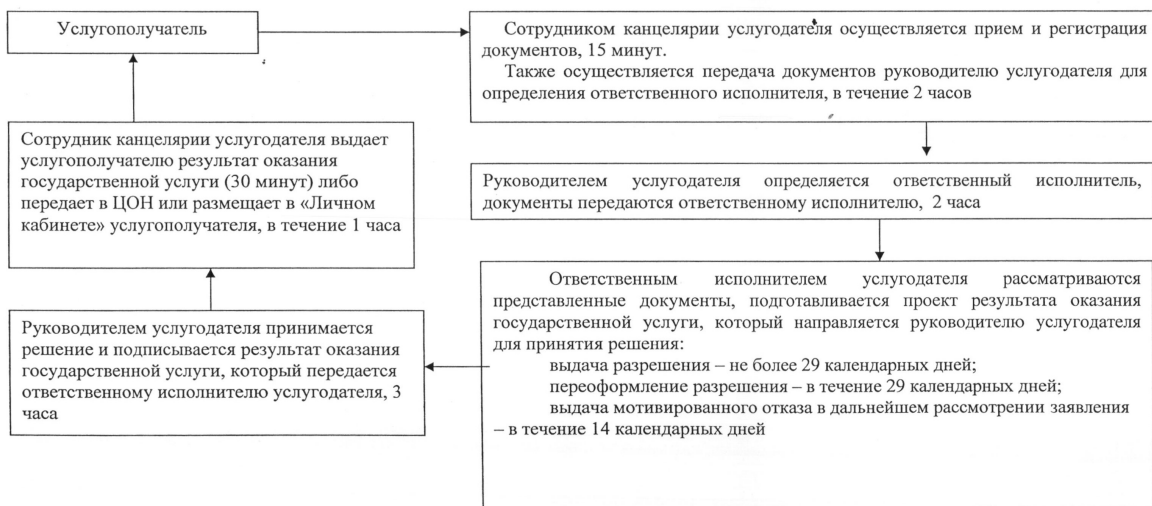 Услугополучатель
Сотрудником канцелярии услугодателя осуществляется прием и регистрация
документов, 15 минут.
Также осуществляется передача документов руководителю услугодателя для
определения ответственного исполнителя, в течение 2 часов
Руководителем услугодателя определяется ответственный исполнитель,
документы передаются ответственному исполнителю, 2 часа
Ответственным исполнителем услугодателя рассматриваются
представленные документы, подготавливается проект результата оказания
государственной услуги, который направляется руководителю услугодателя
для принятия решения:
выдача разрешения – не более 29 календарных дней;
переоформление разрешения – в течение 29 календарных дней;
выдача мотивированного отказа в дальнейшем рассмотрении заявления
– в течение 14 календарных дней
Руководителем услугодателя принимается
решение и подписывается результат оказания
государственной услуги, который передается
ответственному исполнителю услугодателя, 3
часа
Сотрудник канцелярии услугодателя выдает
услугополучателю результат оказания
государственной услуги (30 минут) либо
передает в ЦОН или размещает в «Личном
кабинете» услугополучателя, в течение 1 часа